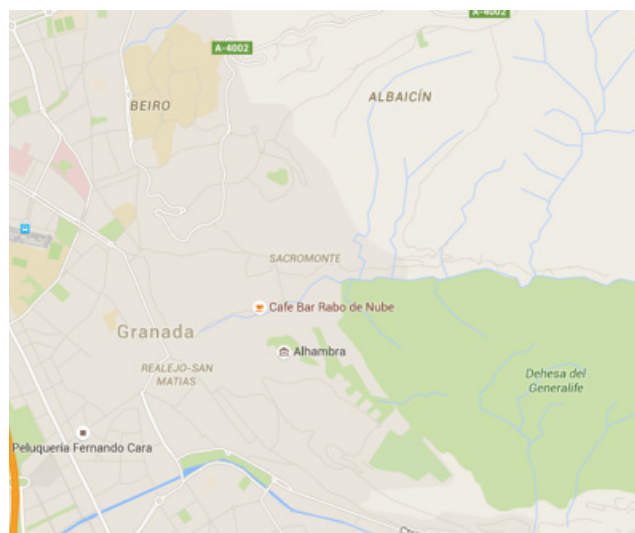 A-4002
A-4002
BEIRO
ALBAICÍN
SACROMONTE
Cafe Bar Rabo de Nube
Granada
Alhambra
REALEJO-SAN
MATIAS
Dehesa del
Generalife
Peluquería Fernando Cara